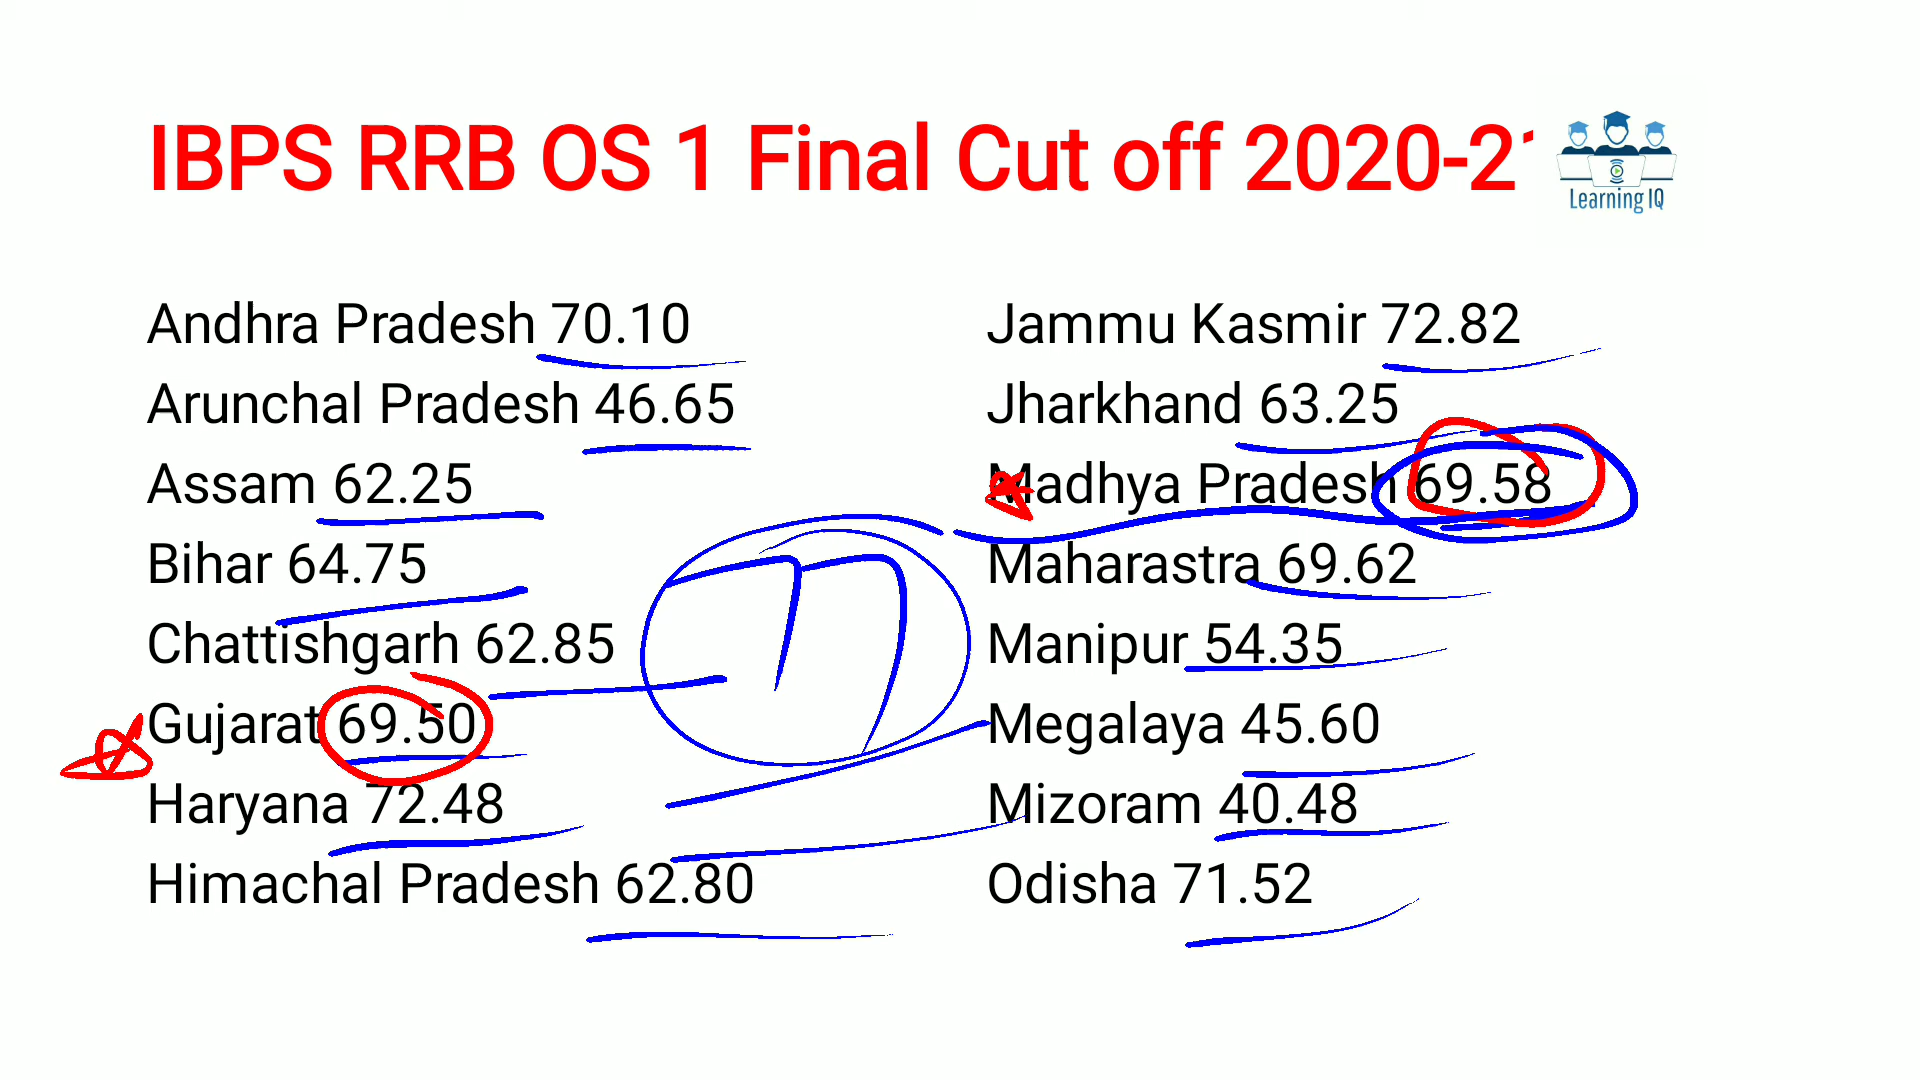 IBPS RRB OS 1 Final Cut off 2020-21
Learning IQ
Andhra Pradesh 70.10
Arunchal Pradesh 46.65
Assam 62.25
Bihar 64.75
Chattishgarh 62.85
Gujarat 69.50
Haryana 72.48
Himachal Pradesh 62.80
77
Jammu Kasmir 72.82
Jharkhand 63.25
Madhya Pradesh 69.58
Maharastra 69.62
Manipur 54.35
Megalaya 45.60
Mizoram 40.48
Odisha 71.52